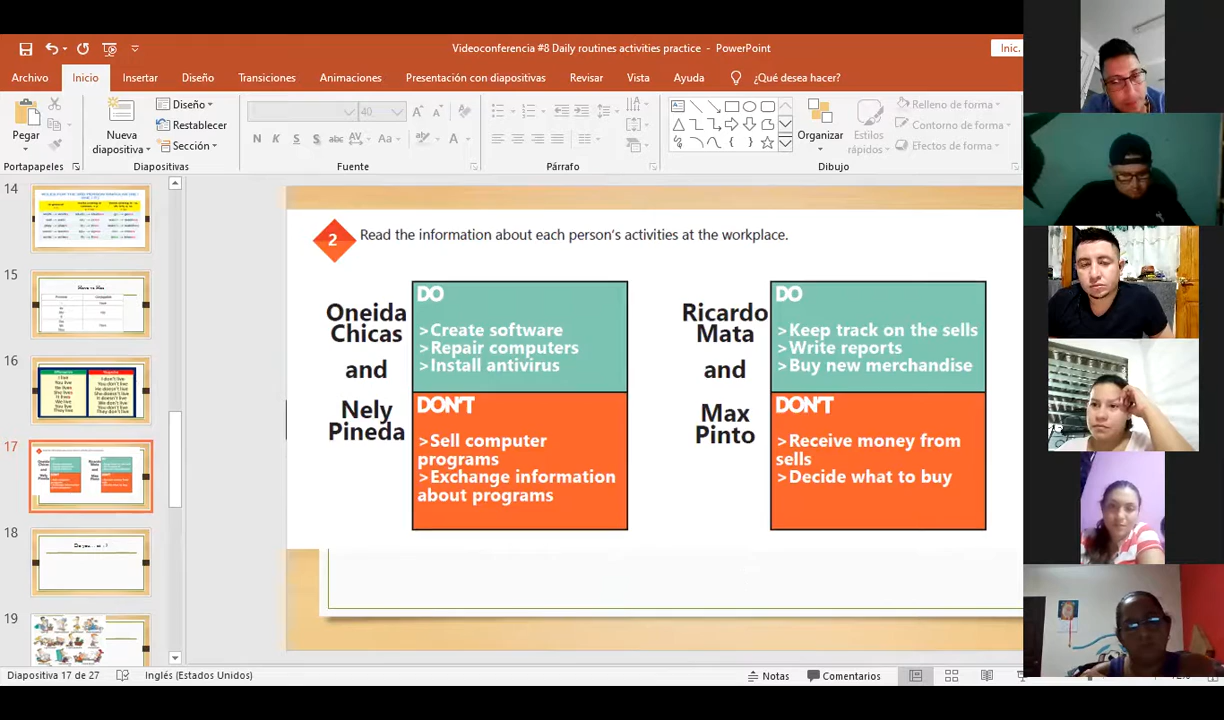 Videoconferencia #8 Daily routines activities practice - PowerPoint
Inic.
Archivo Inicio Insertar Diseño Transiciones Animaciones Presentación con diapositivas Revisar Vista Ayuda ¿Qué desea hacer?
Pegar
Nueva diapositiva
Diseño
Restablecer
Sección
40
N K S S abc AV Aa A
Organizar
Estilos rápidos
Relleno de forma
Contorno de forma
Efectos de forma
Portapapeles Diapositivas Fuente Párrafo Dibujo
14
15
16
17
18
19
2 Read the information about each person's activities at the workplace.
Oneida
Chicas
and
Nely
Pineda
DO
>Create software
>Repair computers
>Install antivirus
DON'T
>Sell computer
programs
>Exchange information
about programs
Ricardo
Mata
and
Max
Pinto
DO
>Keep track on the sells
>Write reports
>Buy new merchandise
DON'T
>Receive money from
sells
>Decide what to buy
Diapositiva 17 de 27 Inglés (Estados Unidos) Notas Comentarios